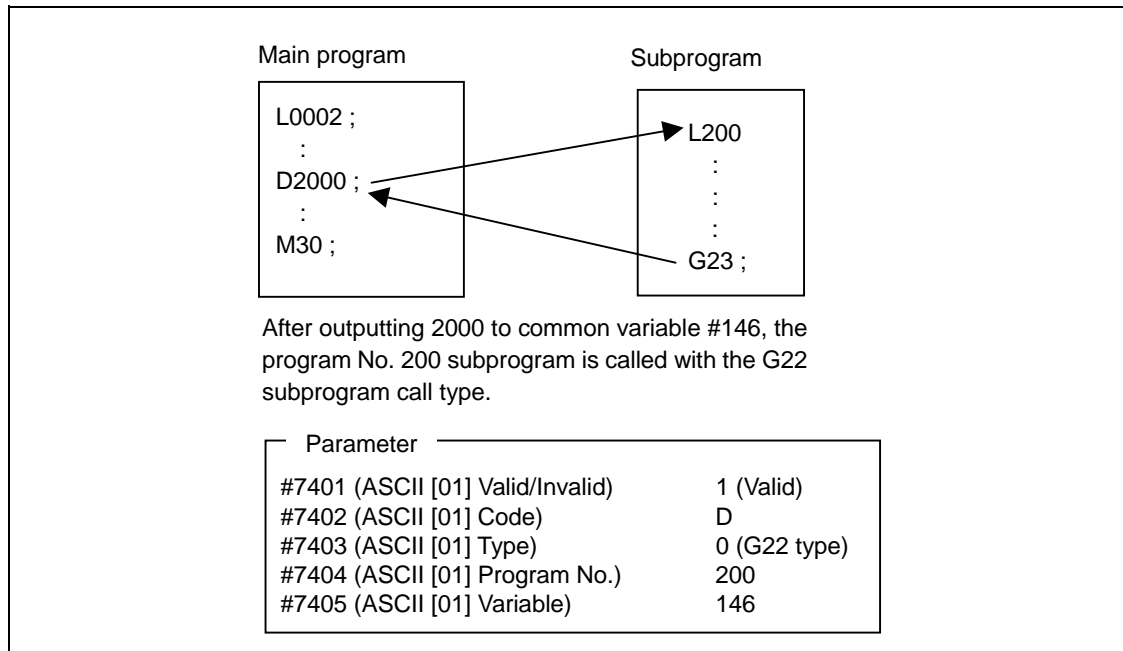 Main program
L0002 ;
:
D2000 ;
:
M30 ;
Subprogram
L200
:
:
:
G23 ;
After outputting 2000 to common variable #146, the
program No. 200 subprogram is called with the G22
subprogram call type.
Parameter
#7401 (ASCII [01] Valid/Invalid) 1 (Valid)
#7402 (ASCII [01] Code) D
#7403 (ASCII [01] Type) 0 (G22 type)
#7404 (ASCII [01] Program No.) 200
#7405 (ASCII [01] Variable) 146